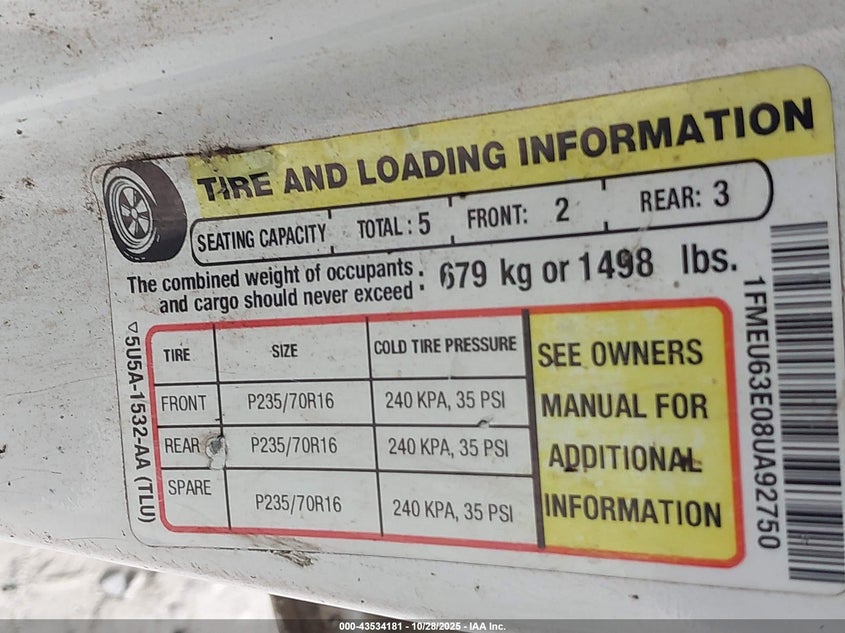 TIRE AND LOADING INFORMATION
SEATING CAPACITY TOTAL: 5 FRONT: 2 REAR: 3
The combined weight of occupants
and cargo should never exceed : 679 kg or 1498 lbs.
TIRE SIZE COLD TIRE PRESSURE
FRONT P235/70R16 240 KPA, 35 PSI
REAR P235/70R16 240 KPA, 35 PSI
SPARE P235/70R16 240 KPA, 35 PSI
SEE OWNERS
MANUAL FOR
ADDITIONAL
INFORMATION
5U5A-1532-AA (TLU)
1FMEU63E08UA92750
000-43534181 - 10/28/2025 - IAA Inc.